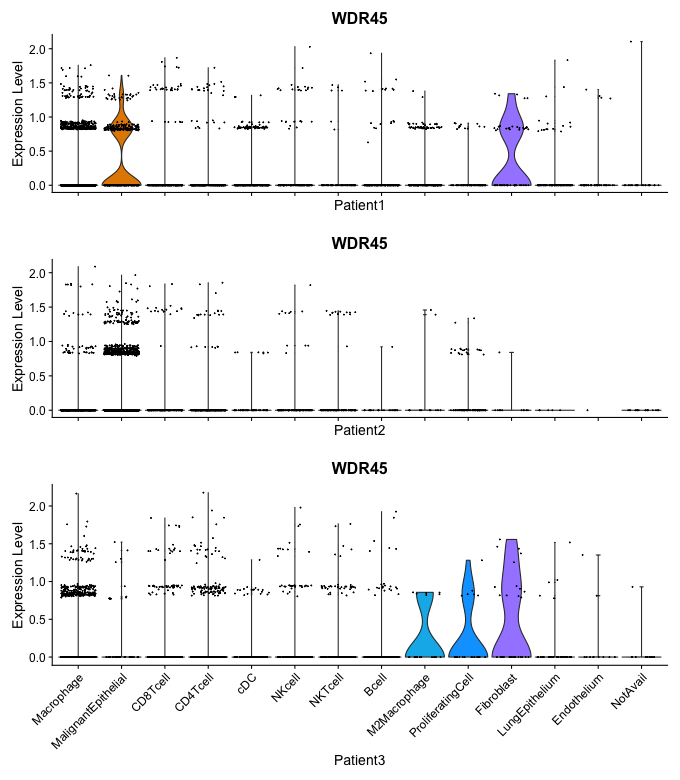 WDR45
Expression Level
2.0
1.5
1.0
0.5
0.0
Patient1
WDR45
Expression Level
2.0
1.5
1.0
0.5
0.0
Patient2
WDR45
Expression Level
2.0
1.5
1.0
0.5
0.0
Macrophage
MalignantEpithelial
CD8Tcell
CD4Tcell
cDC
NKcell
NKTcell
Bcell
M2Macrophage
ProliferatingCell
Fibroblast
LungEpithelium
Endothelium
NotAvail
Patient3